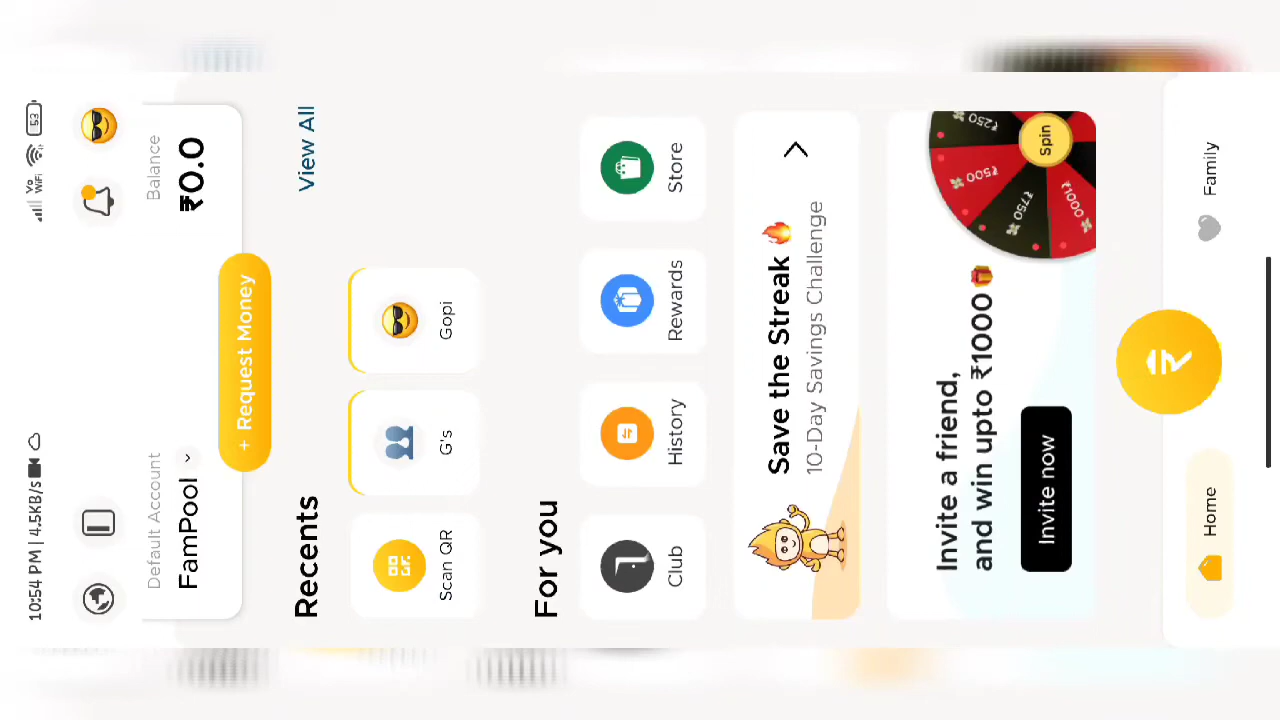 10:54 PM | 4.5KB/s
Vo
WiFi
53
Default Account
FamPool
Balance
₹0.0
+ Request Money
Recents
View All
Scan QR
G's
Gopi
For you
Club
History
Rewards
Store
Save the Streak 🔥
10-Day Savings Challenge
Invite a friend,
and win upto ₹1000
Invite now
₹250
₹500
₹750
₹1000
Spin
Home
₹
Family